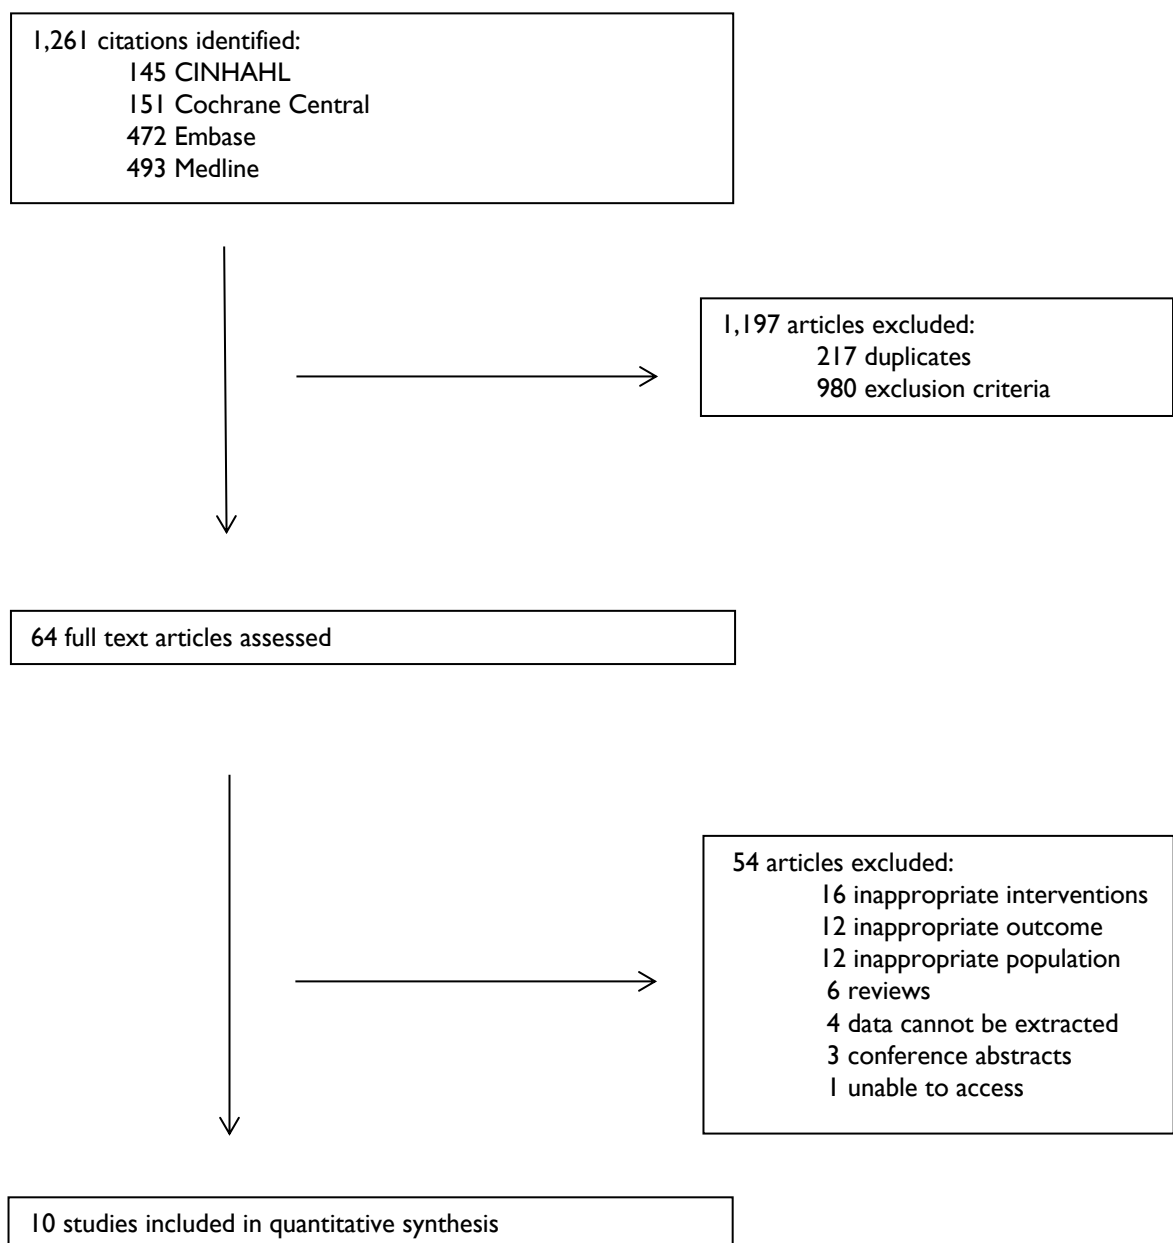 1,261 citations identified:
145 CINHAHL
151 Cochrane Central
472 Embase
493 Medline
1,197 articles excluded:
217 duplicates
980 exclusion criteria
64 full text articles assessed
54 articles excluded:
16 inappropriate interventions
12 inappropriate outcome
12 inappropriate population
6 reviews
4 data cannot be extracted
3 conference abstracts
1 unable to access
10 studies included in quantitative synthesis